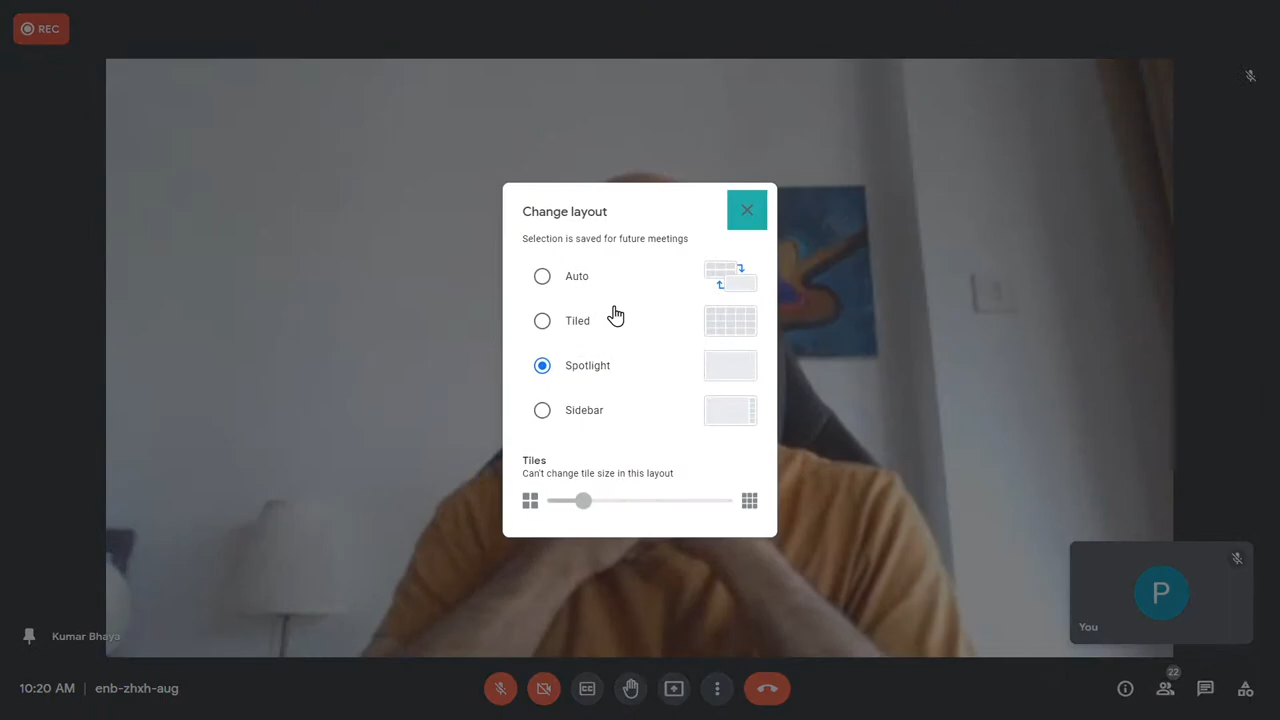 REC
Change layout
Selection is saved for future meetings
Auto
Tiled
Spotlight
Sidebar
Tiles
Can't change tile size in this layout
P
You
Kumar Bhaya
10:20 AM | enb-zhxh-aug
22